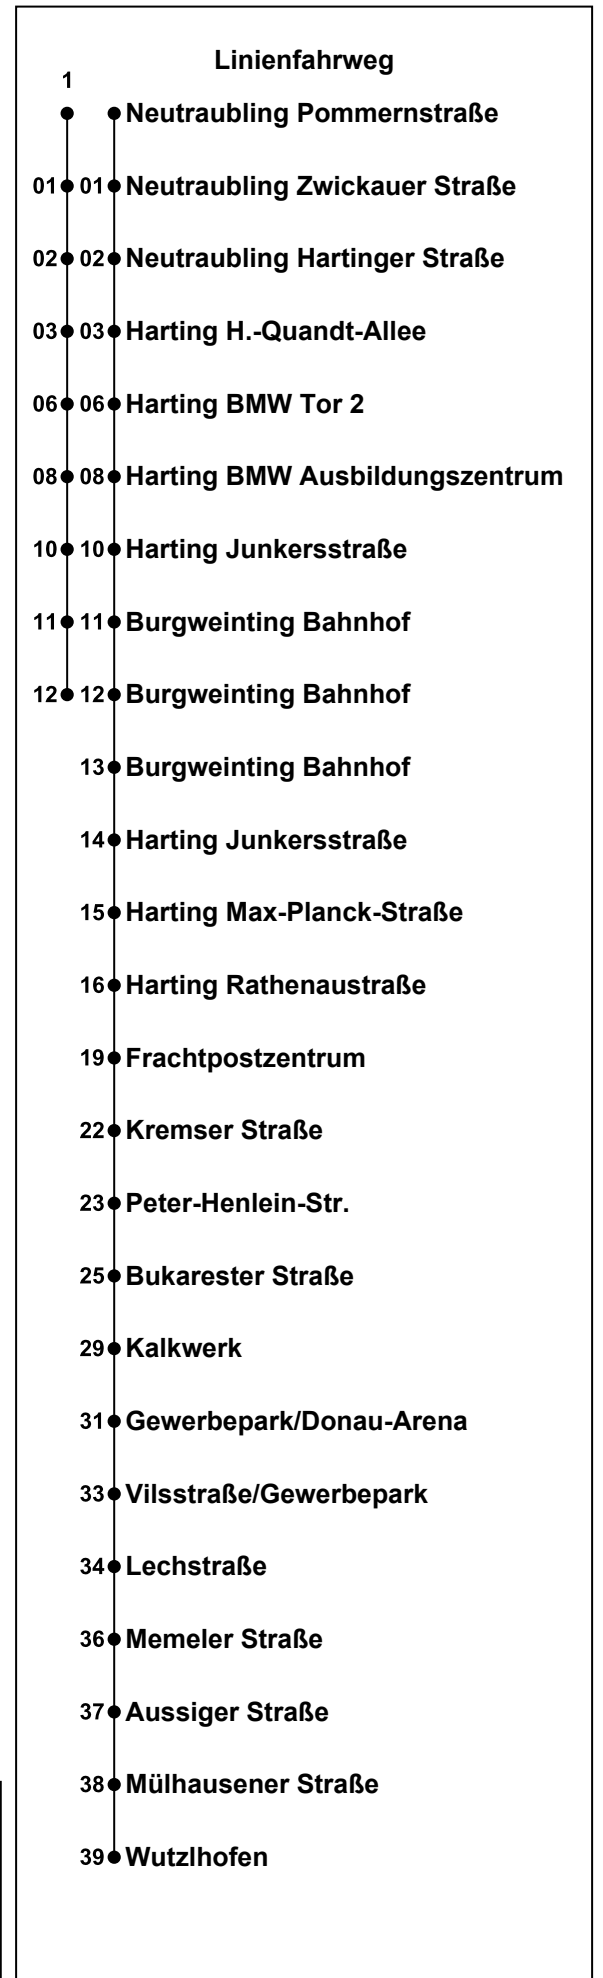 Linienfahrweg
1
Neutraubling Pommernstraße
01 01 Neutraubling Zwickauer Straße
02 02 Neutraubling Hartinger Straße
03 03 Harting H.-Quandt-Allee
06 06 Harting BMW Tor 2
08 08 Harting BMW Ausbildungszentrum
10 10 Harting Junkersstraße
11 11 Burgweinting Bahnhof
12 12 Burgweinting Bahnhof
13 Burgweinting Bahnhof
14 Harting Junkersstraße
15 Harting Max-Planck-Straße
16 Harting Rathenaustraße
19 Frachtpostzentrum
22 Kremser Straße
23 Peter-Henlein-Str.
25 Bukarester Straße
29 Kalkwerk
31 Gewerbepark/Donau-Arena
33 Vilsstraße/Gewerbepark
34 Lechstraße
36 Memeler Straße
37 Aussiger Straße
38 Mülhausener Straße
39 Wutzlhofen